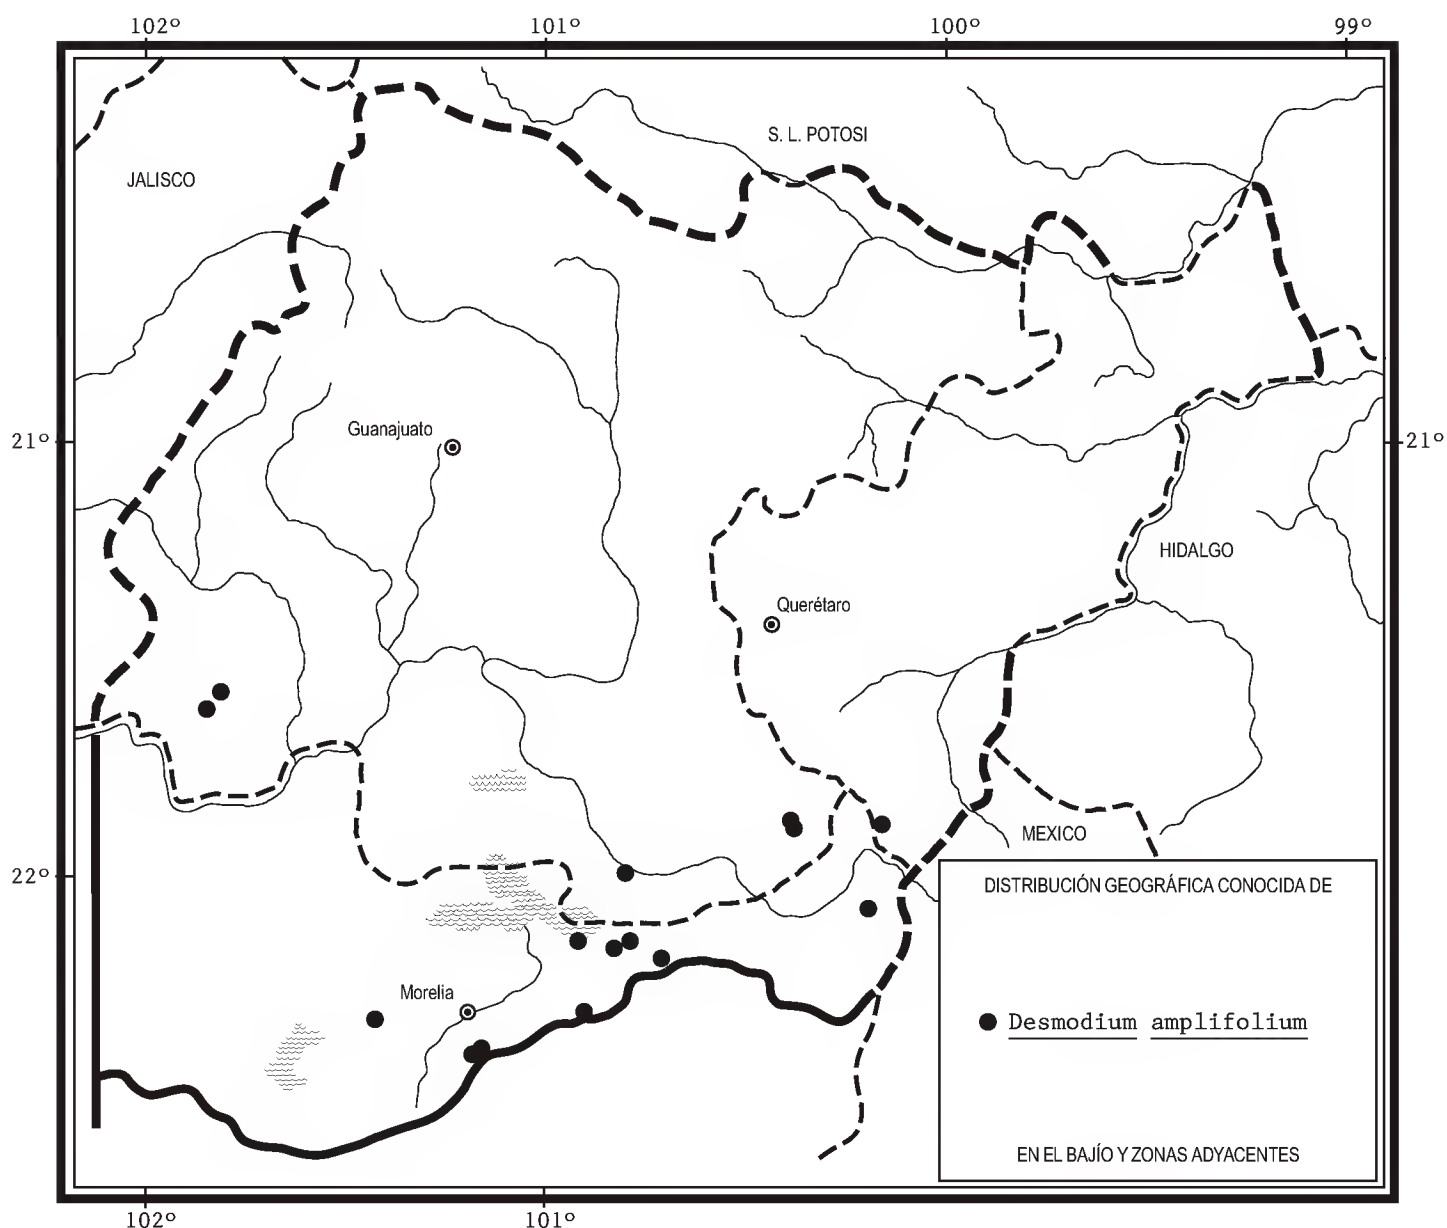 102º 101º 100º 99º
S. L. POTOSI
JALISCO
Guanajuato
21º 21º
HIDALGO
Querétaro
MEXICO
22º
DISTRIBUCIÓN GEOGRÁFICA CONOCIDA DE
Morelia
Desmodium amplifolium
EN EL BAJÍO Y ZONAS ADYACENTES
102º 101º